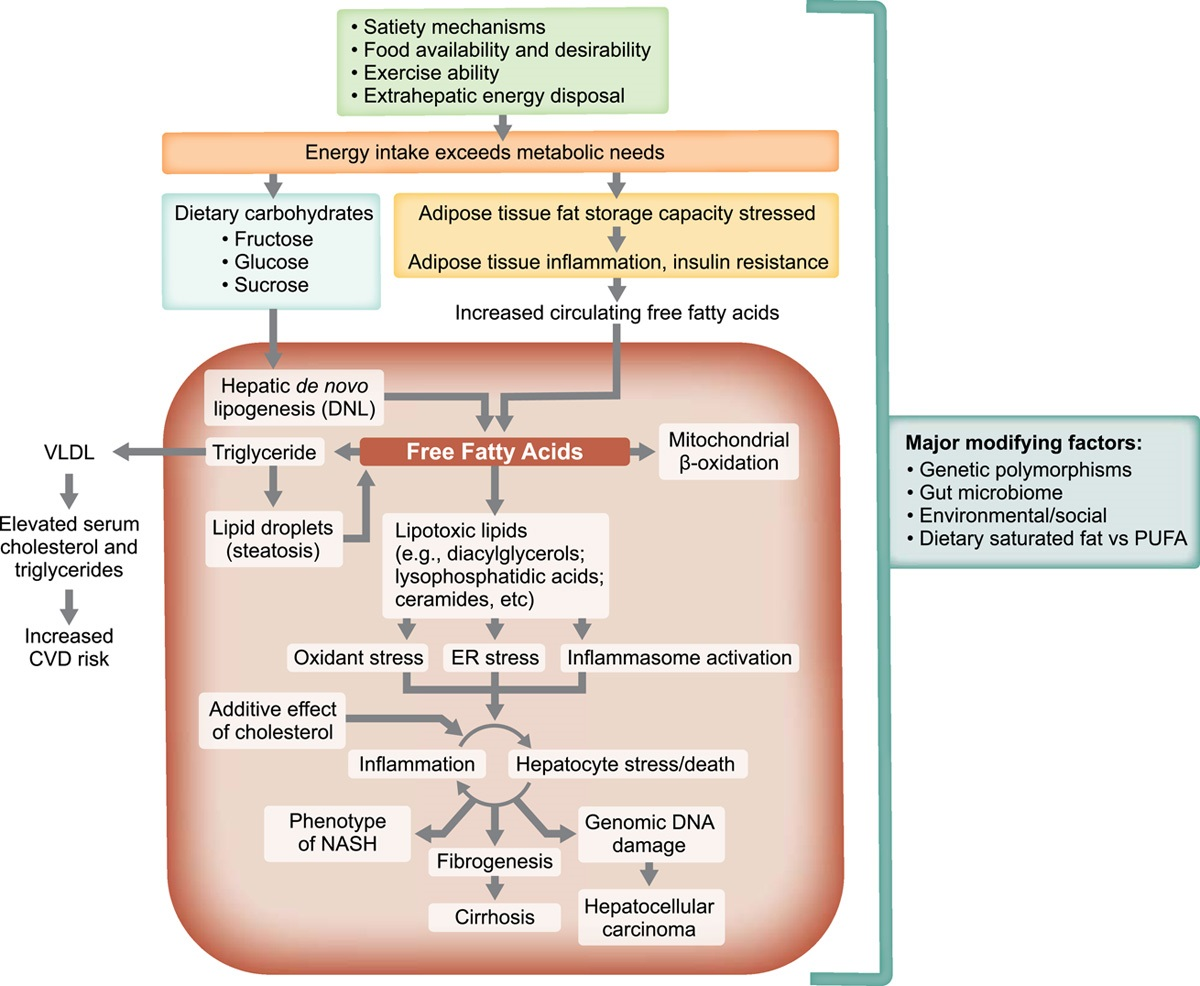 • Satiety mechanisms
• Food availability and desirability
• Exercise ability
• Extrahepatic energy disposal
Energy intake exceeds metabolic needs
Dietary carbohydrates
• Fructose
• Glucose
• Sucrose
Adipose tissue fat storage capacity stressed
Adipose tissue inflammation, insulin resistance
Increased circulating free fatty acids
Hepatic de novo
lipogenesis (DNL)
VLDL
Triglyceride
Free Fatty Acids
Mitochondrial
β-oxidation
Elevated serum
cholesterol and
triglycerides
Increased
CVD risk
Lipid droplets
(steatosis)
Lipotoxic lipids
(e.g., diacylglycerols;
lysophosphatidic acids;
ceramides, etc)
Oxidant stress
ER stress
Inflammasome activation
Additive effect
of cholesterol
Inflammation
Hepatocyte stress/death
Phenotype
of NASH
Fibrogenesis
Cirrhosis
Genomic DNA
damage
Hepatocellular
carcinoma
Major modifying factors:
• Genetic polymorphisms
• Gut microbiome
• Environmental/social
• Dietary saturated fat vs PUFA